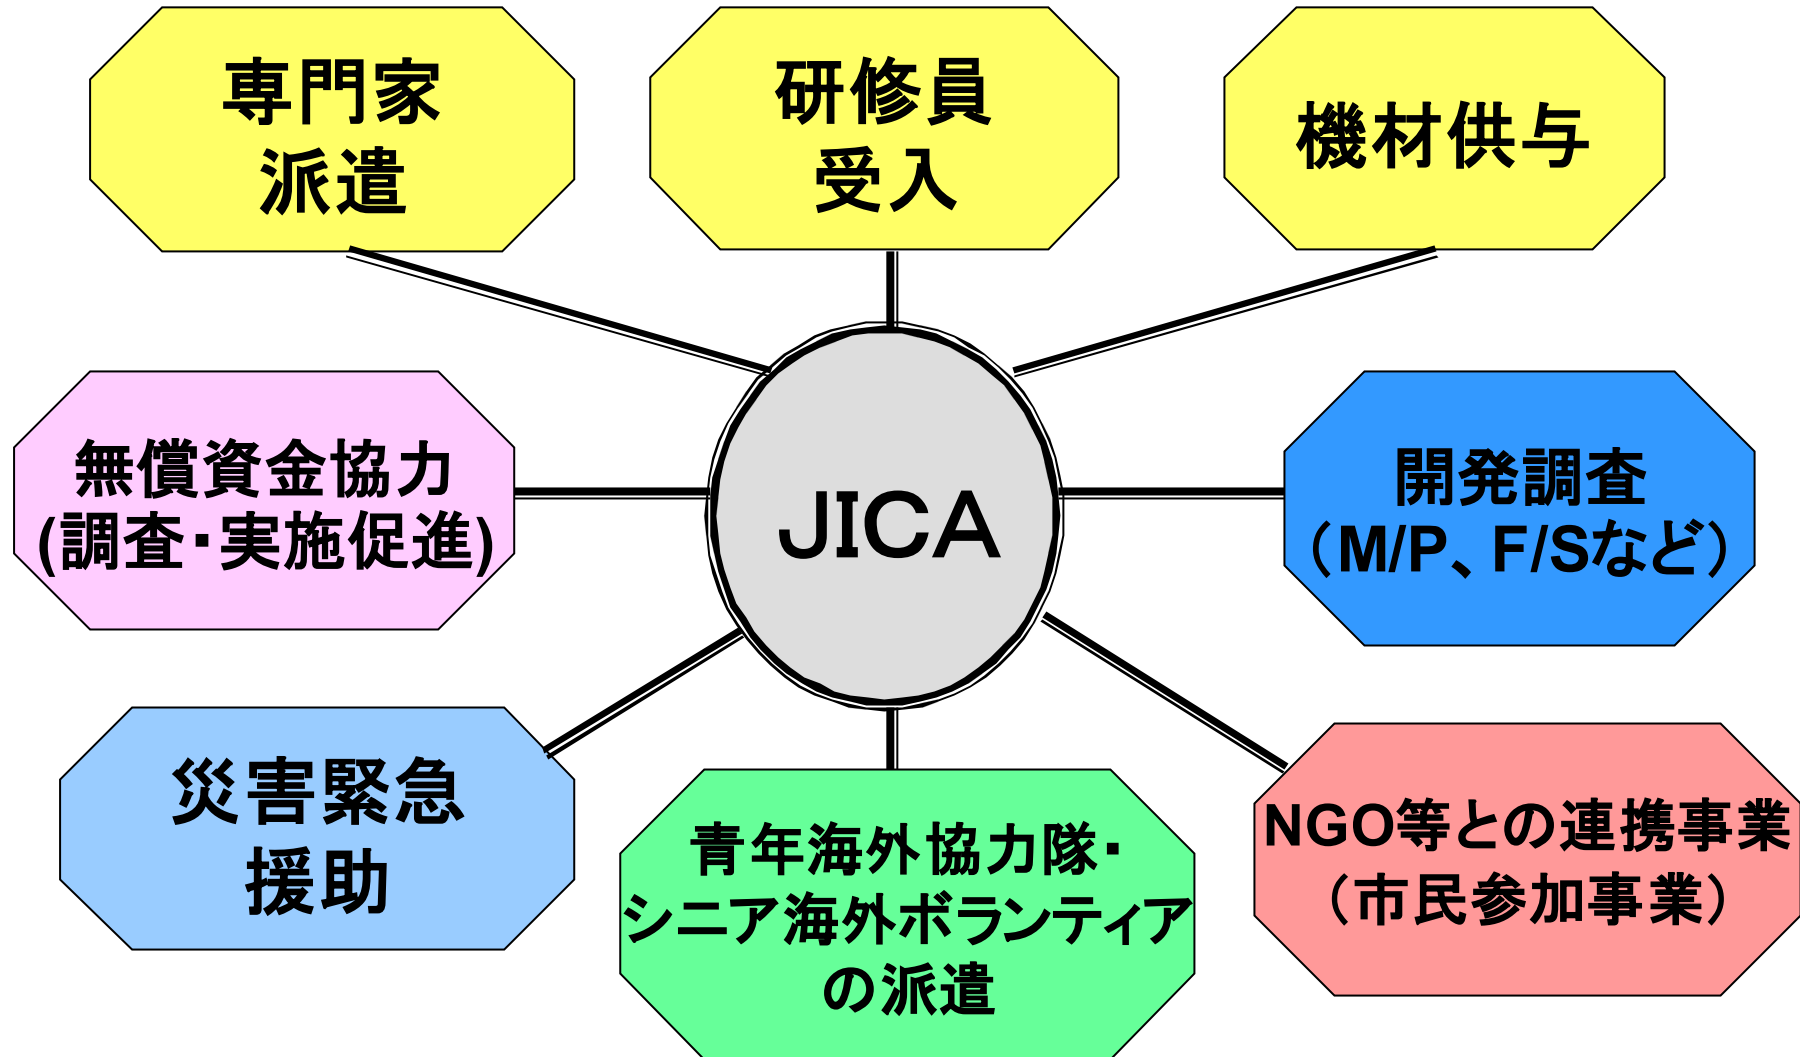 専門家
派遣
研修員
受入
機材供与
無償資金協力
(調査・実施促進)
JICA
開発調査
（M/P、F/Sなど）
災害緊急
援助
青年海外協力隊・
シニア海外ボランティア
の派遣
NGO等との連携事業
（市民参加事業）